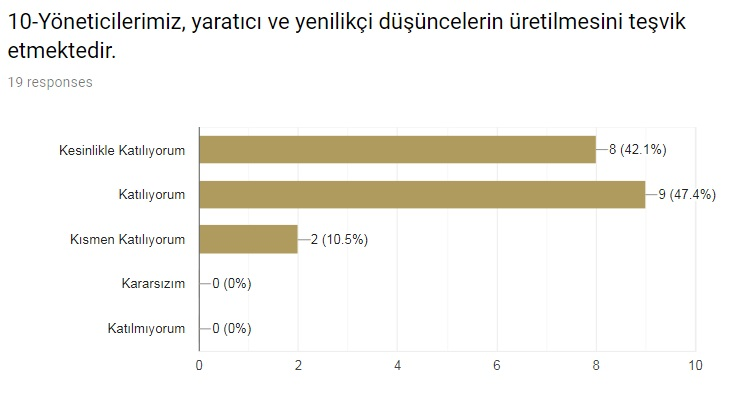 10-Yöneticilerimiz, yaratıcı ve yenilikçi düşüncelerin üretilmesini teşvik
etmektedir.
19 responses
Kesinlikle Katılıyorum 8 (42.1%)
Katılıyorum 9 (47.4%)
Kısmen Katılıyorum 2 (10.5%)
Kararsızım 0 (0%)
Katılmıyorum 0 (0%)
0 2 4 6 8 10